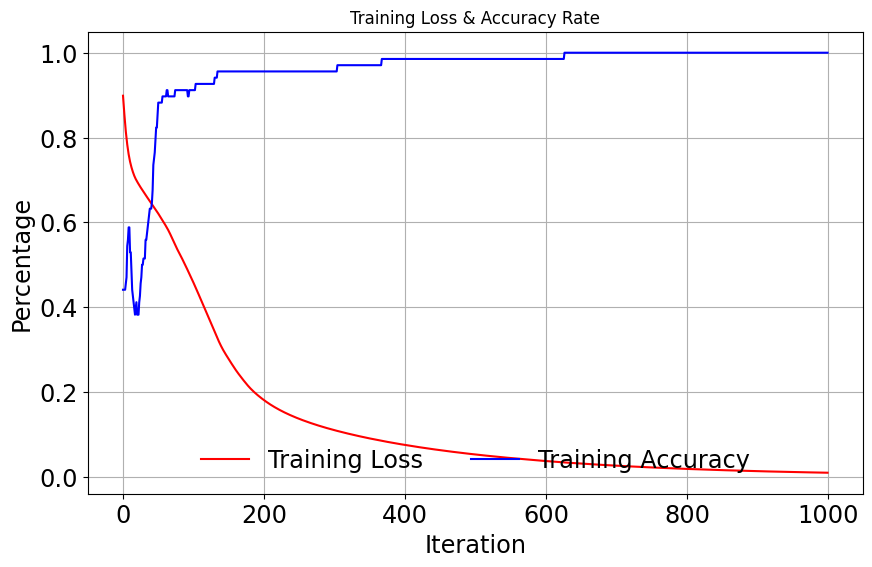 Training Loss & Accuracy Rate
1.0
0.8
0.6
0.4
0.2
0.0
Percentage
Training Loss
Training Accuracy
0 200 400 600 800 1000
Iteration